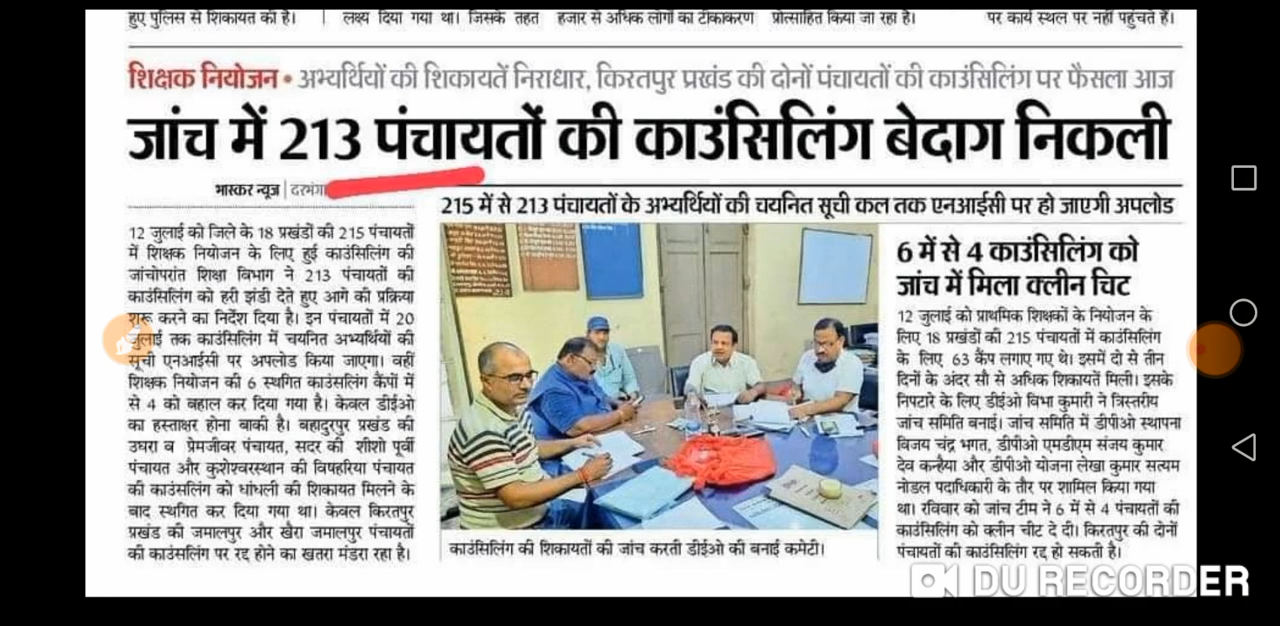 हुए पुलिस से शिकायत की है।
लक्ष्य दिया गया था। जिसके तहत
हजार से अधिक लोगों का टीकाकरण
प्रोत्साहित किया जा रहा है।
पर कार्य स्थल पर नहीं पहुंचते हैं।
शिक्षक नियोजन • अभ्यर्थियों की शिकायतें निराधार, किरतपुर प्रखंड की दोनों पंचायतों की काउंसिलिंग पर फैसला आज
जांच में 213 पंचायतों की काउंसिलिंग बेदाग निकली
भास्कर न्यूज | दरभंगा
12 जुलाई को जिले के 18 प्रखंडों की 215 पंचायतों
में शिक्षक नियोजन के लिए हुई काउंसिलिंग की
जांचोपरांत शिक्षा विभाग ने 213 पंचायतों की
काउंसिलिंग को हरी झंडी देते हुए आगे की प्रक्रिया
शुरू करने का निर्देश दिया है। इन पंचायतों में 20
जुलाई तक काउंसिलिंग में चयनित अभ्यर्थियों की
सूची एनआईसी पर अपलोड किया जाएगा। वहीं
शिक्षक नियोजन की 6 स्थगित काउंसलिंग कैंपों में
से 4 को बहाल कर दिया गया है। केवल डीईओ
का हस्ताक्षर होना बाकी है। बहादुरपुर प्रखंड की
उघरा व प्रेमजीवर पंचायत, सदर की शीशो पूर्वी
पंचायत और कुशेश्वरस्थान की विषहरिया पंचायत
की काउंसलिंग को धांधली की शिकायत मिलने के
बाद स्थगित कर दिया गया था। केवल किरतपुर
प्रखंड की जमालपुर और खैरा जमालपुर पंचायतों
की काउंसलिंग पर रद्द होने का खतरा मंडरा रहा है।
215 में से 213 पंचायतों के अभ्यर्थियों की चयनित सूची कल तक एनआईसी पर हो जाएगी अपलोड
काउंसिलिंग की शिकायतों की जांच करती डीईओ की बनाई कमेटी।
6 में से 4 काउंसिलिंग को
जांच में मिला क्लीन चिट
12 जुलाई को प्राथमिक शिक्षकों के नियोजन के
लिए 18 प्रखंडों की 215 पंचायतों में काउंसिलिंग
के लिए 63 कैंप लगाए गए थे। इसमें दो से तीन
दिनों के अंदर सौ से अधिक शिकायतें मिली। इसके
निपटारे के लिए डीईओ विभा कुमारी ने त्रिस्तरीय
जांच समिति बनाई। जांच समिति में डीपीओ स्थापना
विजय चंद्र भगत, डीपीओ एमडीएम संजय कुमार
देव कन्हैया और डीपीओ योजना लेखा कुमार सत्यम
नोडल पदाधिकारी के तौर पर शामिल किया गया
था। रविवार को जांच टीम ने 6 में से 4 पंचायतों की
काउंसिलिंग को क्लीन चीट दे दी। किरतपुर की दोनों
पंचायतों की काउंसिलिंग रद्द हो सकती है।
DU RECORDER